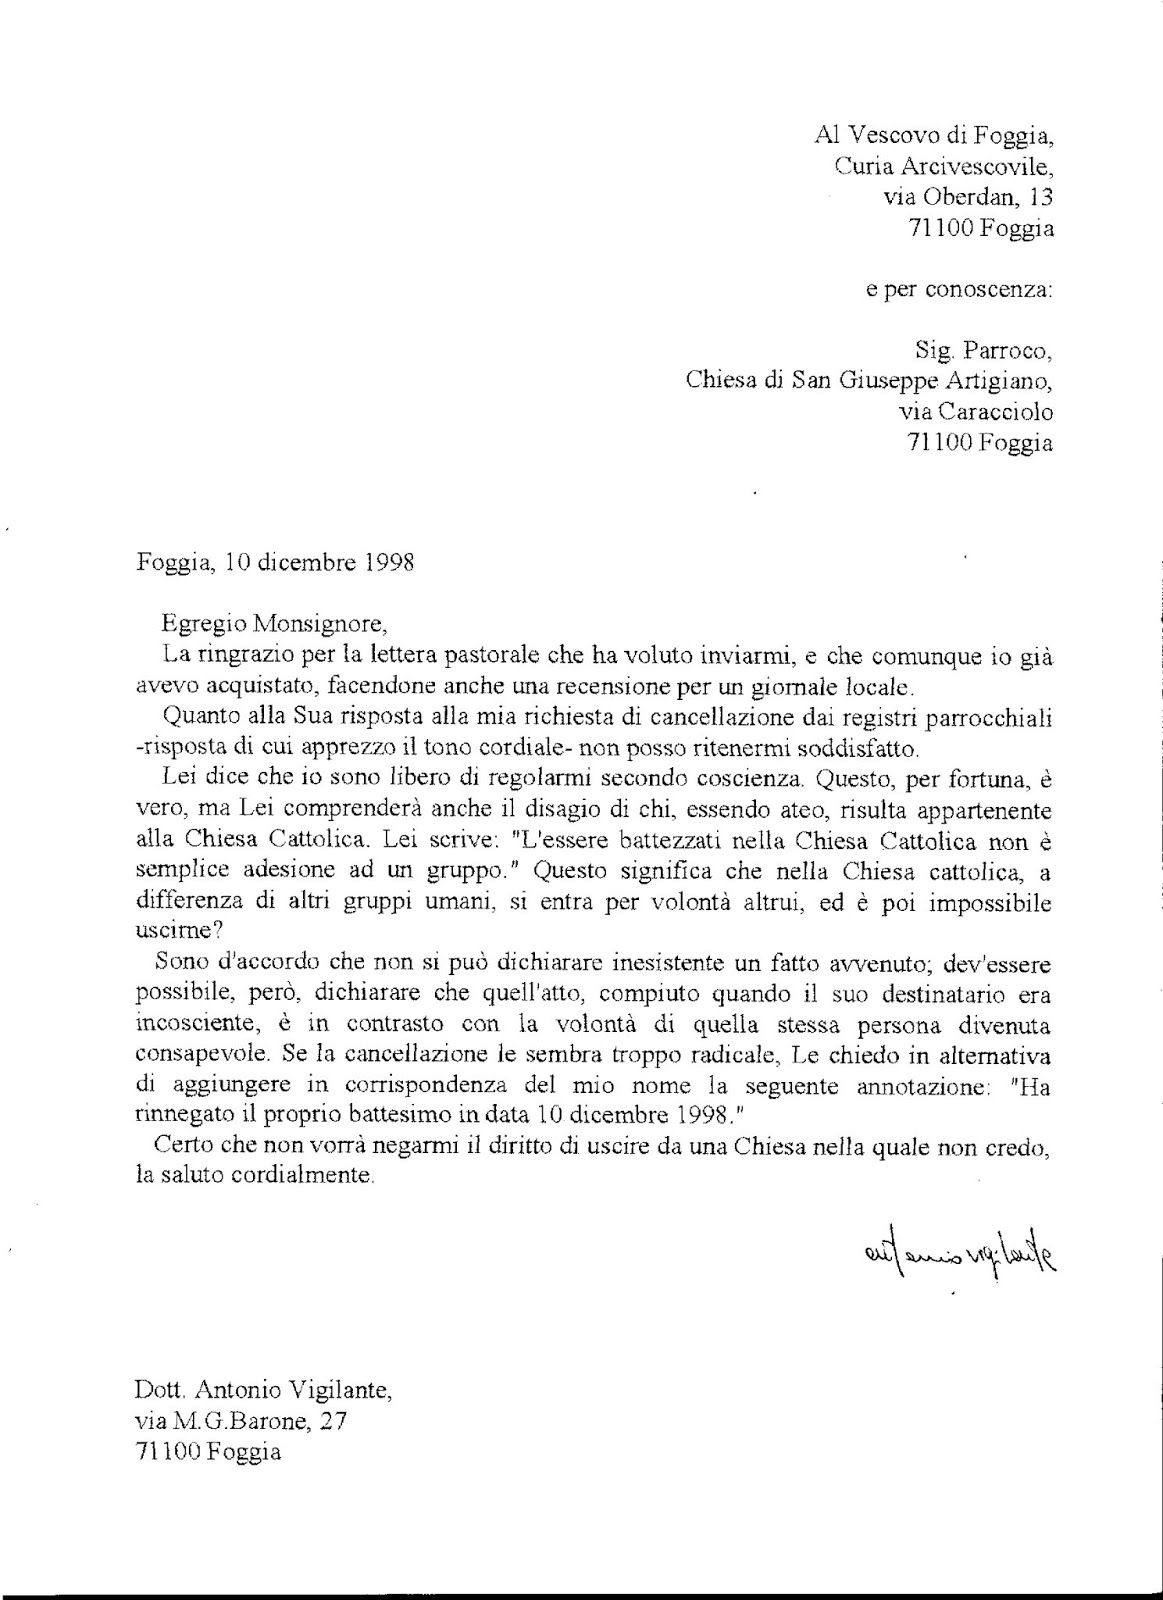 Al Vescovo di Foggia,
Curia Arcivescovile,
via Oberdan, 13
71100 Foggia
e per conoscenza:
Sig. Parroco,
Chiesa di San Giuseppe Artigiano,
via Caracciolo
71100 Foggia
Foggia, 10 dicembre 1998
Egregio Monsignore,
La ringrazio per la lettera pastorale che ha voluto inviarmi, e che comunque io già
avevo acquistato, facendone anche una recensione per un giornale locale.
Quanto alla Sua risposta alla mia richiesta di cancellazione dai registri parrocchiali
-risposta di cui apprezzo il tono cordiale- non posso ritenermi soddisfatto.
Lei dice che io sono libero di regolarmi secondo coscienza. Questo, per fortuna, è
vero, ma Lei comprenderà anche il disagio di chi, essendo ateo, risulta appartenente
alla Chiesa Cattolica. Lei scrive: "L'essere battezzati nella Chiesa Cattolica non è
semplice adesione ad un gruppo." Questo significa che nella Chiesa cattolica, a
differenza di altri gruppi umani, si entra per volontà altrui, ed è poi impossibile
uscirne?
Sono d'accordo che non si può dichiarare inesistente un fatto avvenuto; dev'essere
possibile, però, dichiarare che quell'atto, compiuto quando il suo destinatario era
incosciente, è in contrasto con la volontà di quella stessa persona divenuta
consapevole. Se la cancellazione le sembra troppo radicale, Le chiedo in alternativa
di aggiungere in corrispondenza del mio nome la seguente annotazione: "Ha
rinnegato il proprio battesimo in data 10 dicembre 1998."
Certo che non vorrà negarmi il diritto di uscire da una Chiesa nella quale non credo,
la saluto cordialmente.
antonio vigilante
Dott. Antonio Vigilante,
via M.G.Barone, 27
71100 Foggia